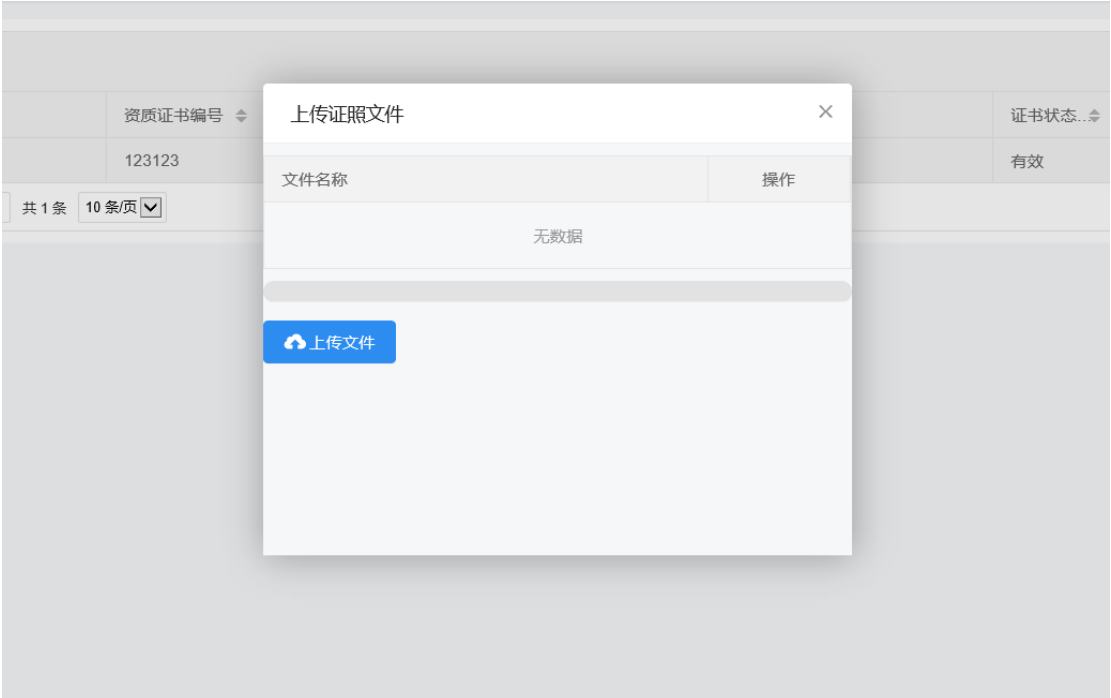 上传证照文件
资质证书编号
证书状态...
123123
有效
文件名称
操作
共 1 条
10 条/页
无数据
上传文件